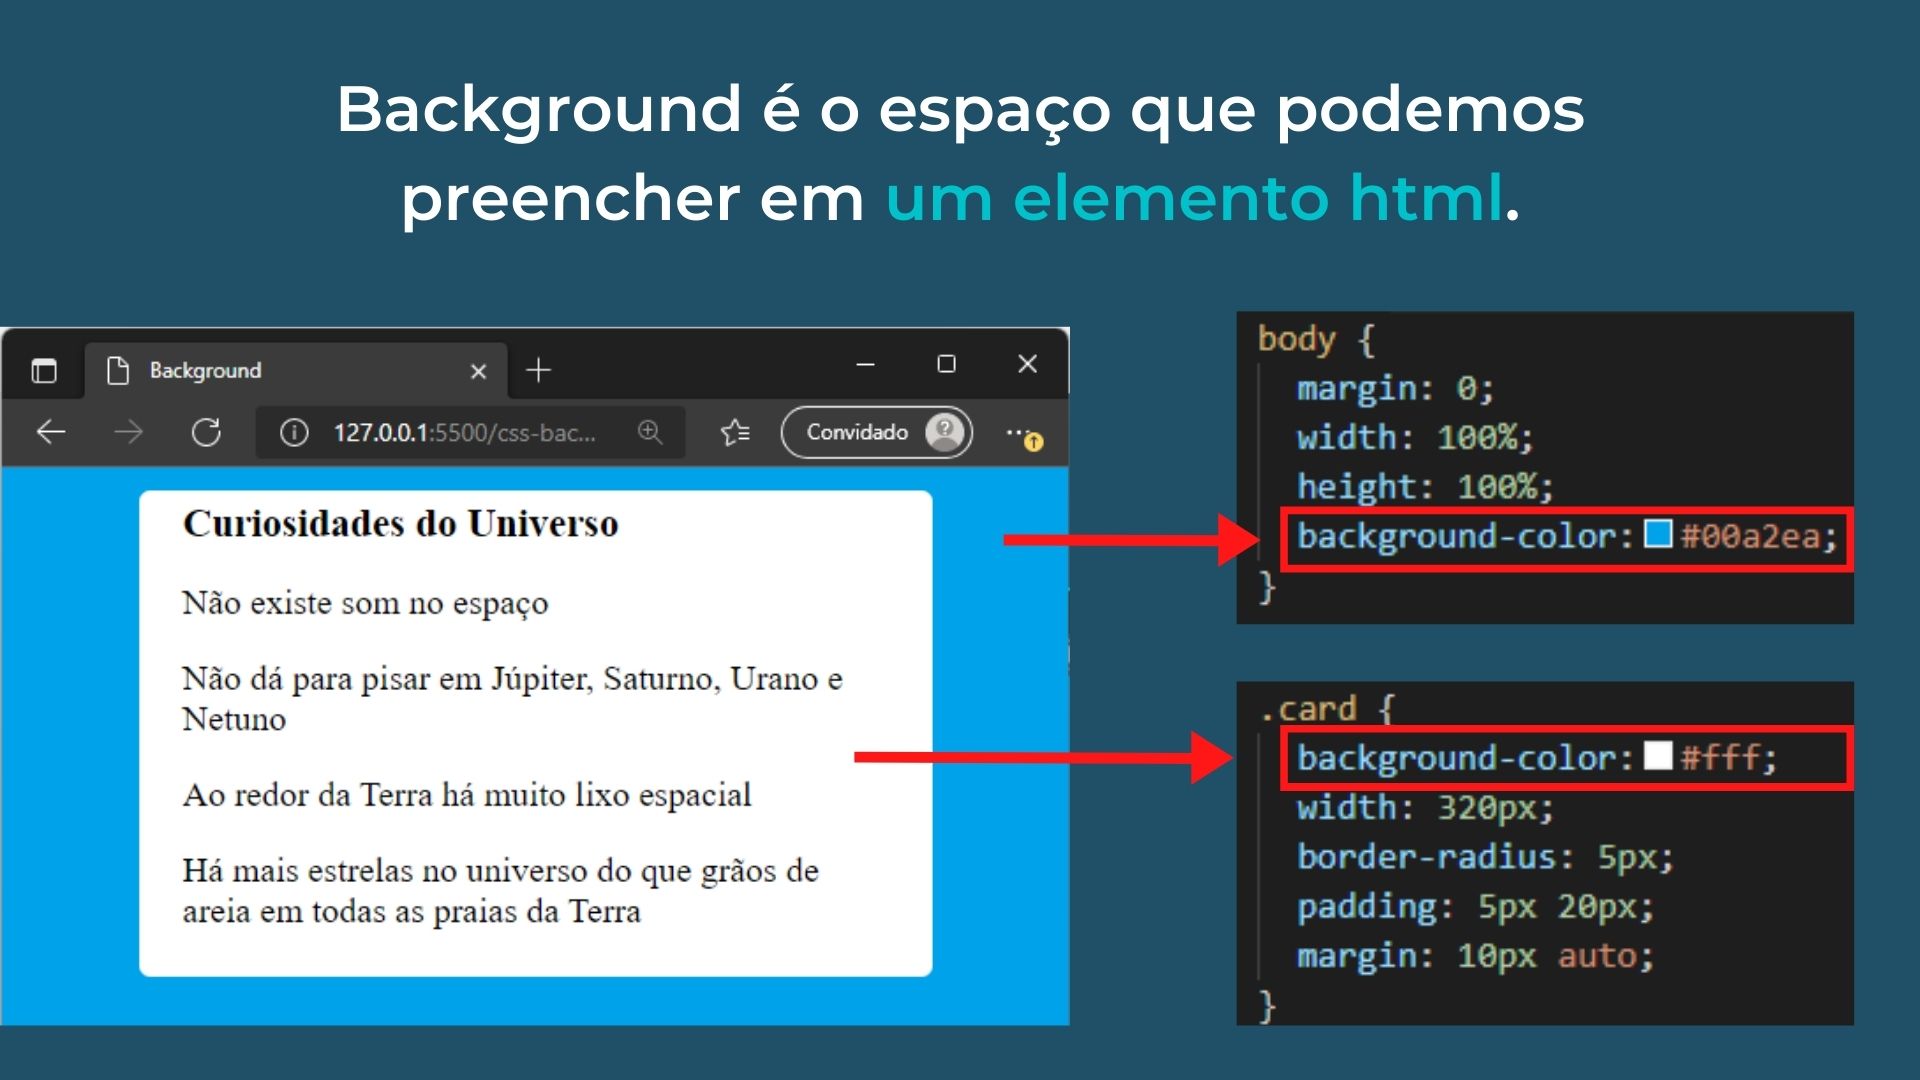 Background é o espaço que podemos
preencher em um elemento html.
Background
127.0.0.1:5500/css-bac...
Convidado
Curiosidades do Universo
Não existe som no espaço
Não dá para pisar em Júpiter, Saturno, Urano e
Netuno
Ao redor da Terra há muito lixo espacial
Há mais estrelas no universo do que grãos de
areia em todas as praias da Terra
body {
margin: 0;
width: 100%;
height: 100%;
background-color: #00a2ea;
}
.card {
background-color: #fff;
width: 320px;
border-radius: 5px;
padding: 5px 20px;
margin: 10px auto;
}